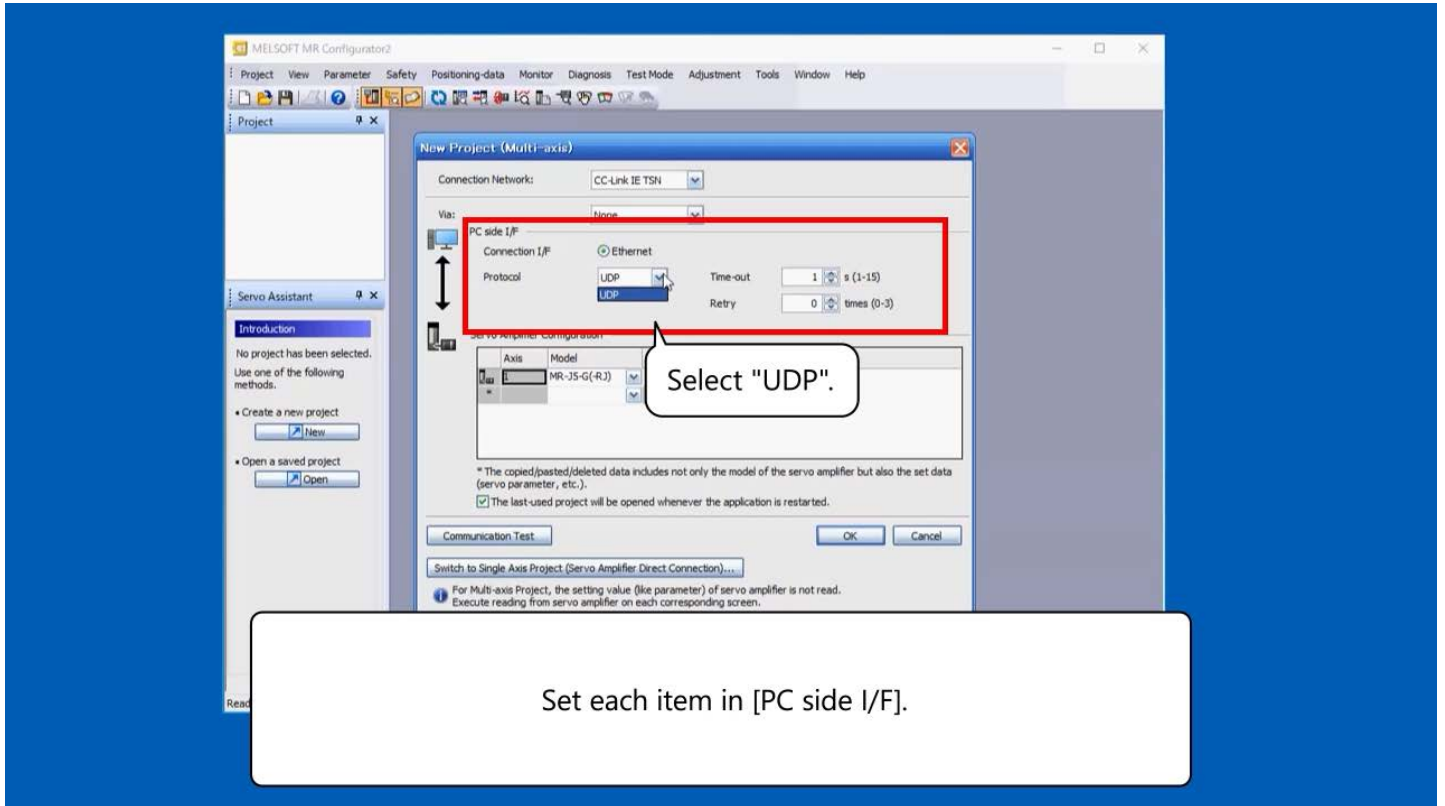 MELSOFT MR Configurator2
Project View Parameter Safety Positioning-data Monitor Diagnosis Test Mode Adjustment Tools Window Help
Project
New Project (Multi-axis)
Connection Network: CC-Link IE TSN
Via: None
PC side I/F
Connection I/F Ethernet
Protocol UDP Time-out 1 s (1-15)
UDP
Retry 0 times (0-3)
Servo Assistant
Introduction
No project has been selected.
Use one of the following
methods.
• Create a new project
New
• Open a saved project
Open
Servo Amplifier Configuration
Axis Model
1 MR-J5-G(-RJ)
*
Select "UDP".
* The copied/pasted/deleted data includes not only the model of the servo amplifier but also the set data
(servo parameter, etc.).
The last-used project will be opened whenever the application is restarted.
Communication Test OK Cancel
Switch to Single Axis Project (Servo Amplifier Direct Connection)...
For Multi-axis Project, the setting value (like parameter) of servo amplifier is not read.
Execute reading from servo amplifier on each corresponding screen.
Read
Set each item in [PC side I/F].